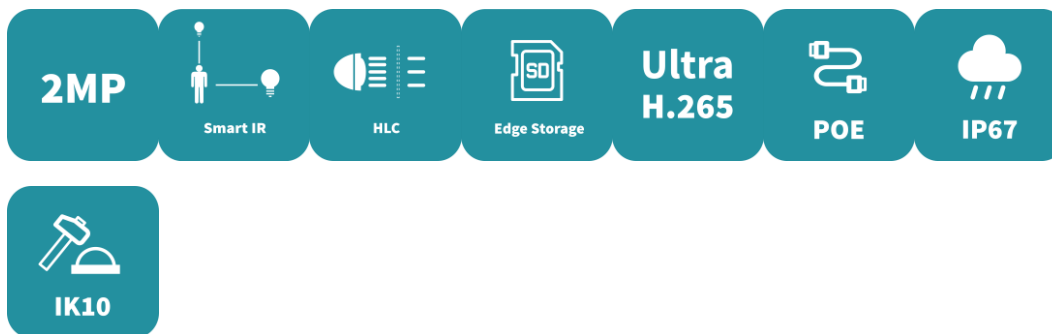 2MP
Smart IR
HLC
SD
Edge Storage
Ultra
H.265
POE
IP67
IK10